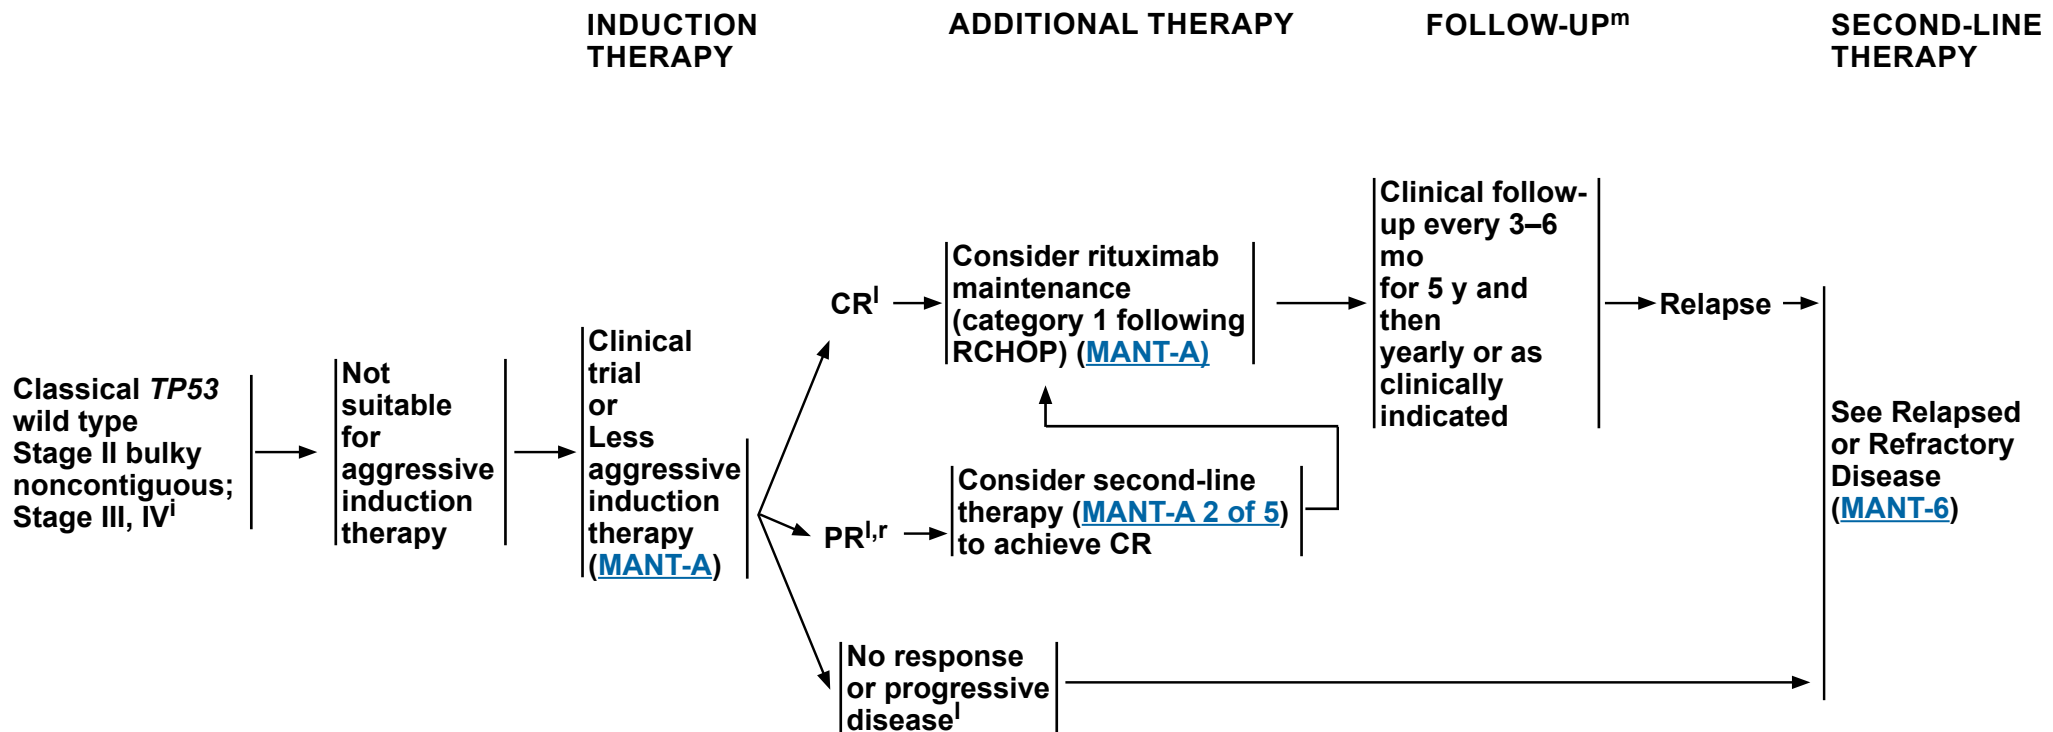 INDUCTION
THERAPY
ADDITIONAL THERAPY
FOLLOW-UPᵐ
SECOND-LINE
THERAPY
Classical TP53
wild type
Stage II bulky
noncontiguous;
Stage III, IVⁱ
Not
suitable
for
aggressive
induction
therapy
Clinical
trial
or
Less
aggressive
induction
therapy
(MANT-A)
CRˡ
Consider rituximab
maintenance
(category 1 following
RCHOP) (MANT-A)
Clinical follow-
up every 3–6
mo
for 5 y and
then
yearly or as
clinically
indicated
Relapse
PRˡ,ʳ
Consider second-line
therapy (MANT-A 2 of 5)
to achieve CR
No response
or progressive
diseaseˡ
See Relapsed
or Refractory
Disease
(MANT-6)